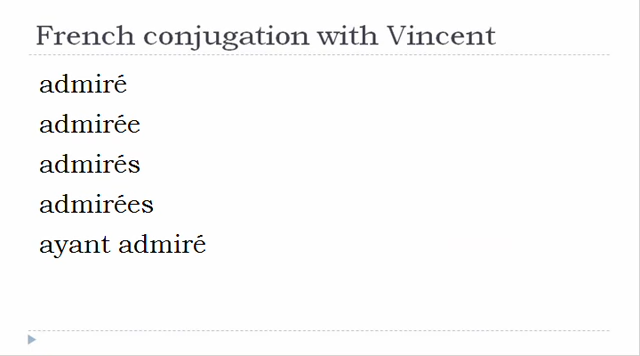 French conjugation with Vincent
admiré
admirée
admirés
admirées
ayant admiré